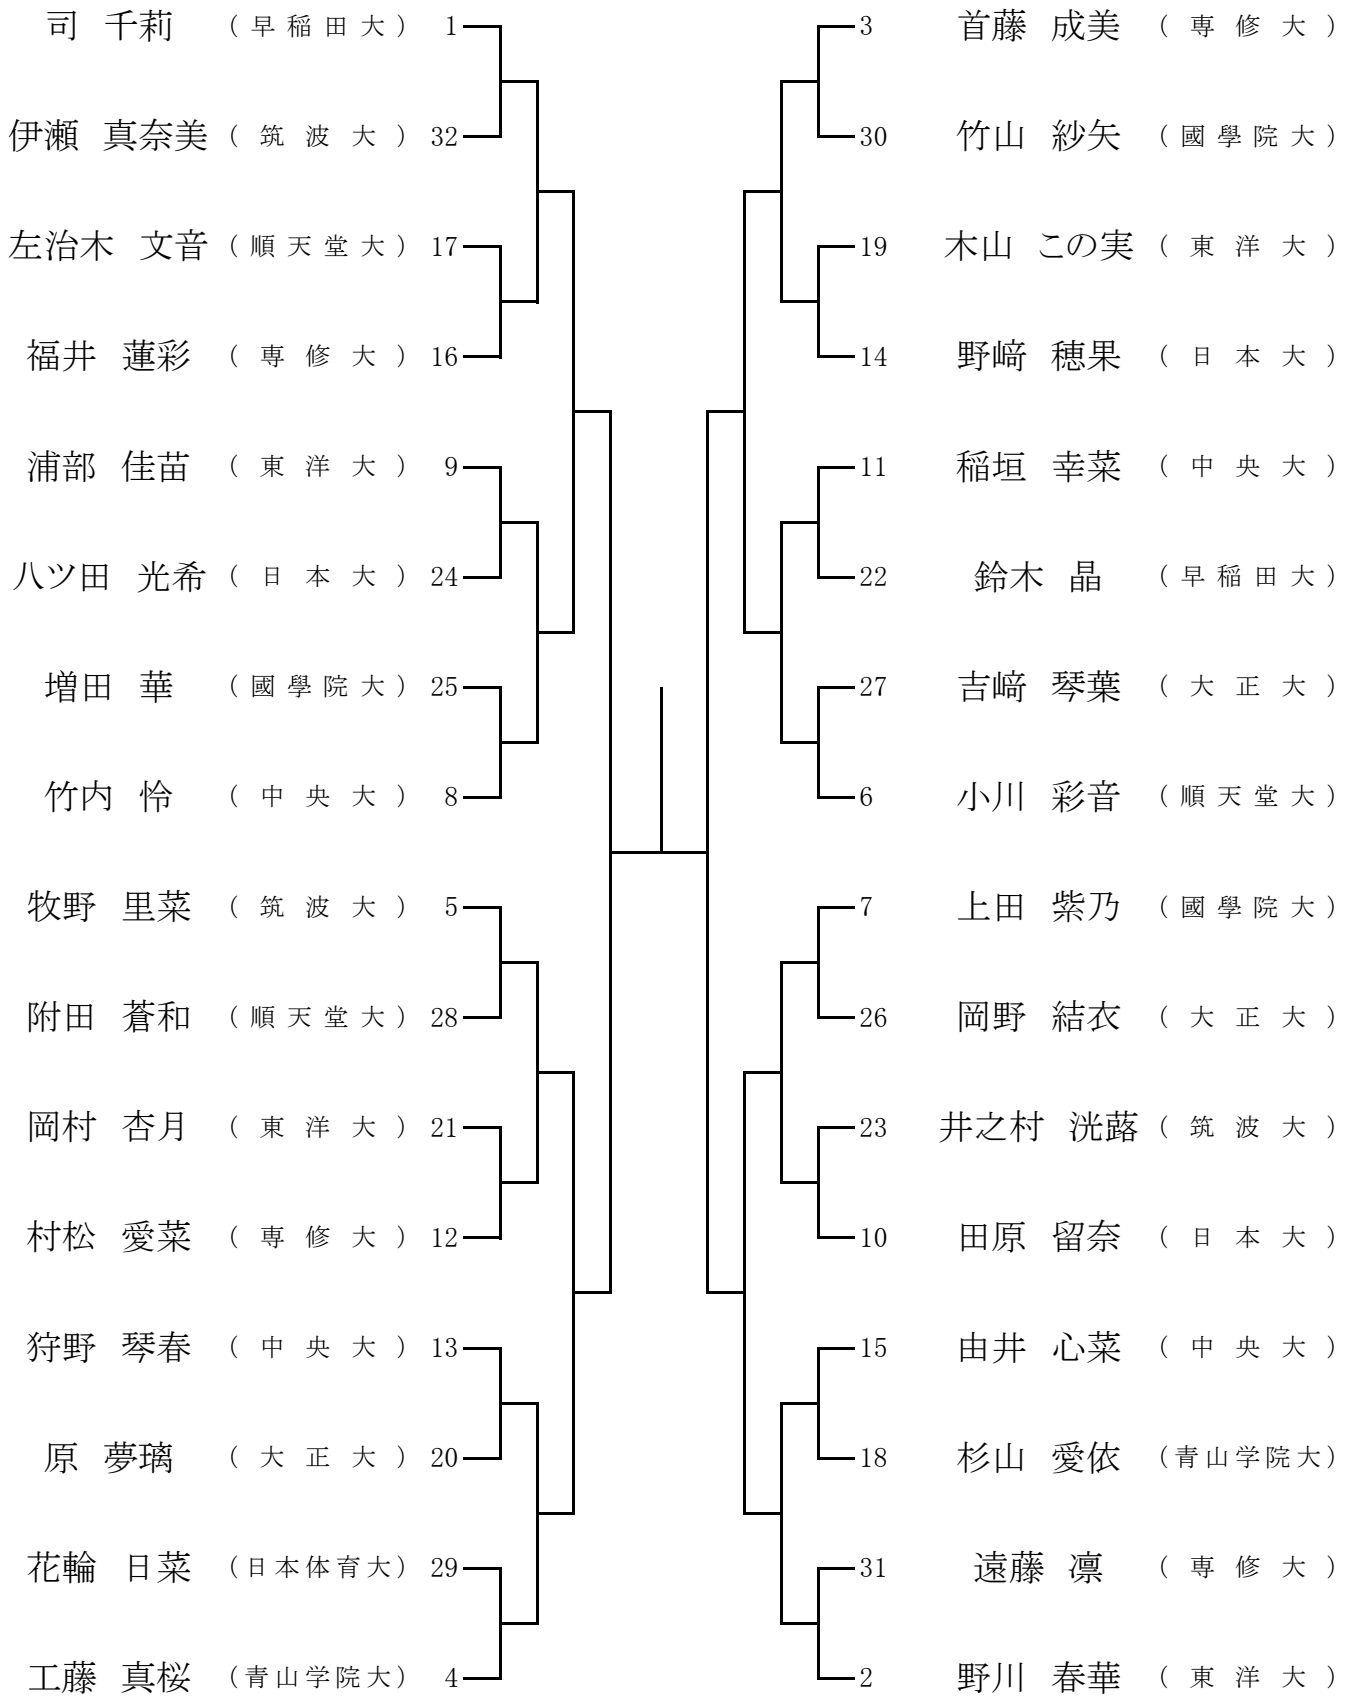 司 千莉 (早稲田大) 1
伊瀬 真奈美 (筑波大) 32
左治木 文音 (順天堂大) 17
福井 蓮彩 (専修大) 16
浦部 佳苗 (東洋大) 9
八ツ田 光希 (日本大) 24
増田 華 (國學院大) 25
竹内 怜 (中央大) 8
牧野 里菜 (筑波大) 5
附田 蒼和 (順天堂大) 28
岡村 杏月 (東洋大) 21
村松 愛菜 (専修大) 12
狩野 琴春 (中央大) 13
原 夢璃 (大正大) 20
花輪 日菜 (日本体育大) 29
工藤 真桜 (青山学院大) 4
3 首藤 成美 (専修大)
30 竹山 紗矢 (國學院大)
19 木山 この実 (東洋大)
14 野﨑 穂果 (日本大)
11 稲垣 幸菜 (中央大)
22 鈴木 晶 (早稲田大)
27 吉﨑 琴葉 (大正大)
6 小川 彩音 (順天堂大)
7 上田 紫乃 (國學院大)
26 岡野 結衣 (大正大)
23 井之村 洸蕗 (筑波大)
10 田原 留奈 (日本大)
15 由井 心菜 (中央大)
18 杉山 愛依 (青山学院大)
31 遠藤 凛 (専修大)
2 野川 春華 (東洋大)